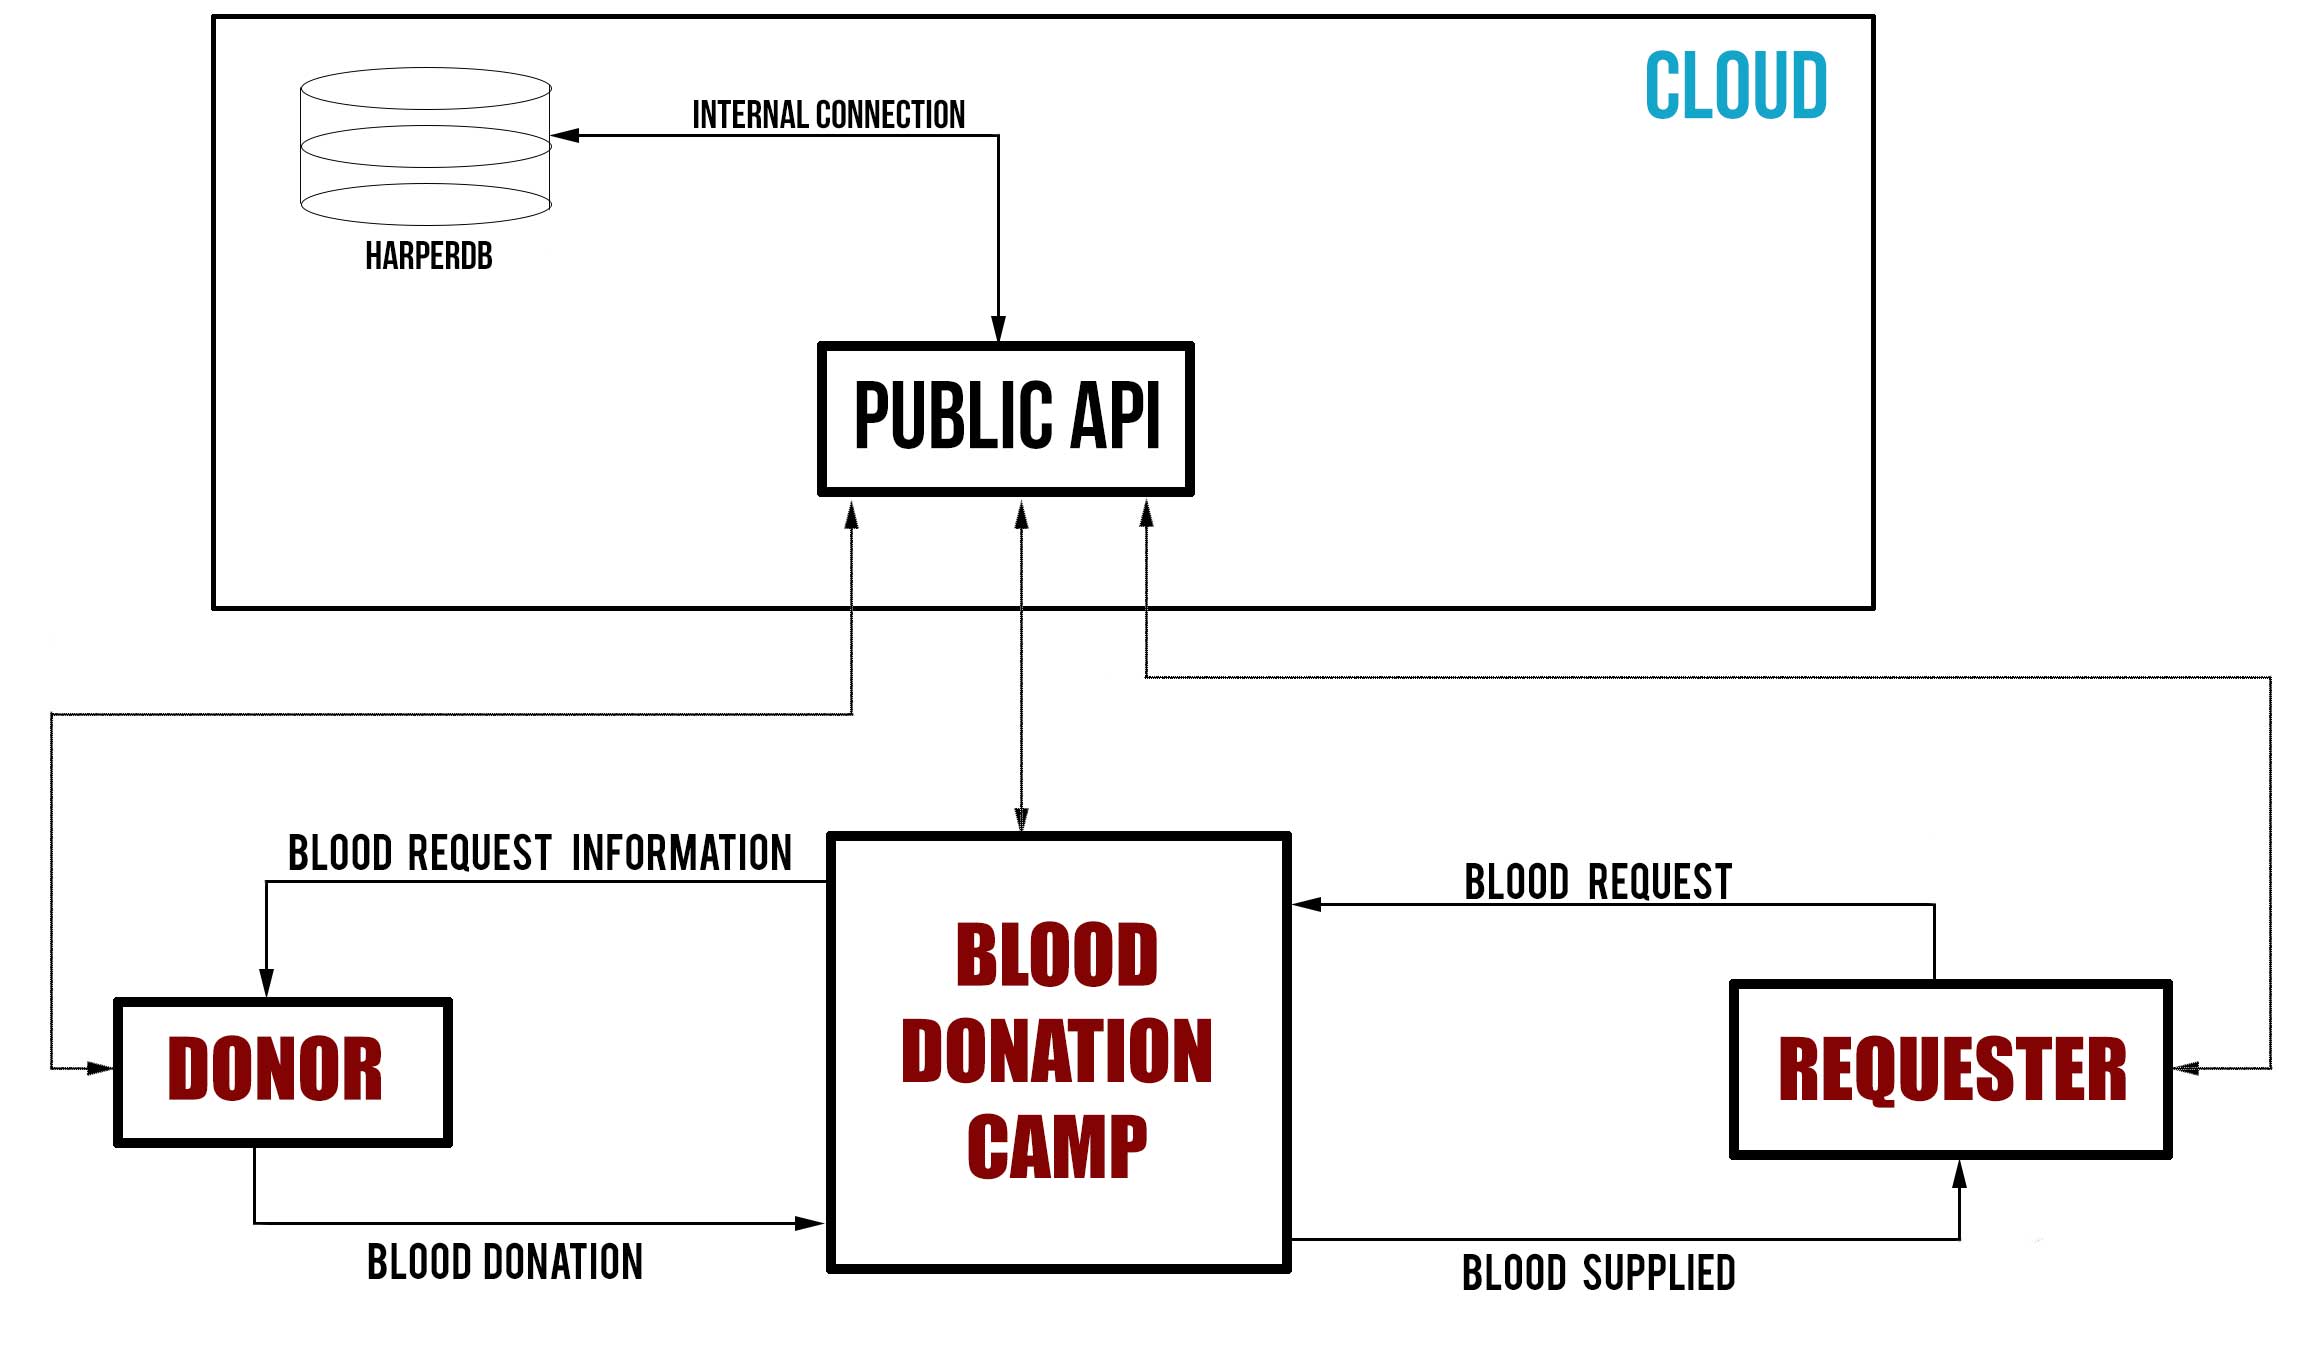 CLOUD
INTERNAL CONNECTION
HARPERDB
PUBLIC API
BLOOD REQUEST INFORMATION
BLOOD REQUEST
BLOOD
DONATION
CAMP
DONOR
REQUESTER
BLOOD DONATION
BLOOD SUPPLIED